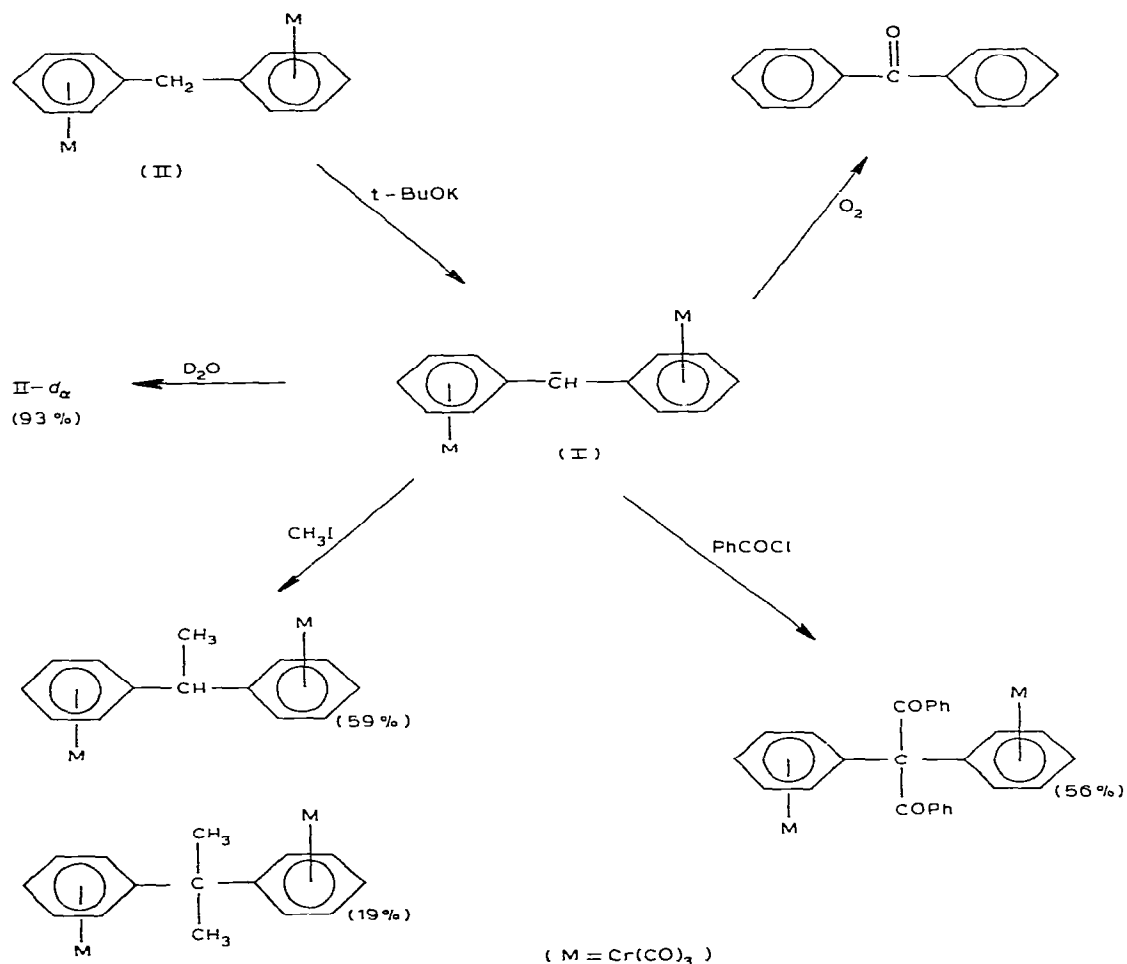 M
CH2
M
(II)
O
C
t-BuOK
O2
D2O
II-dα
(93%)
M
C̄H
M
(I)
CH3I
PhCOCl
CH3
M
CH
(59%)
M
COPh
M
C
COPh
(56%)
M
CH3
M
C
(19%)
CH3
M
(M = Cr(CO)3)